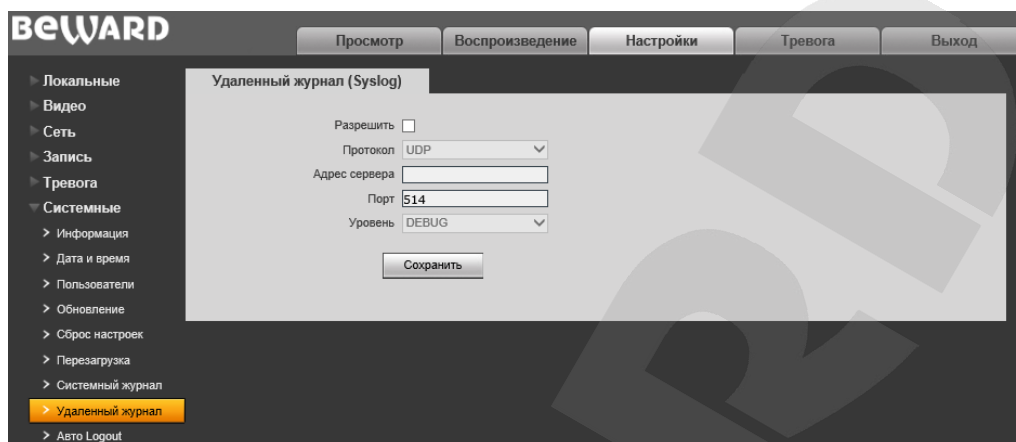 BEWARD
Просмотр
Воспроизведение
Настройки
Тревога
Выход
Локальные
Видео
Сеть
Запись
Тревога
Системные
Информация
Дата и время
Пользователи
Обновление
Сброс настроек
Перезагрузка
Системный журнал
Удаленный журнал
Авто Logout
Удаленный журнал (Syslog)
Разрешить
Протокол UDP
Адрес сервера
Порт 514
Уровень DEBUG
Сохранить